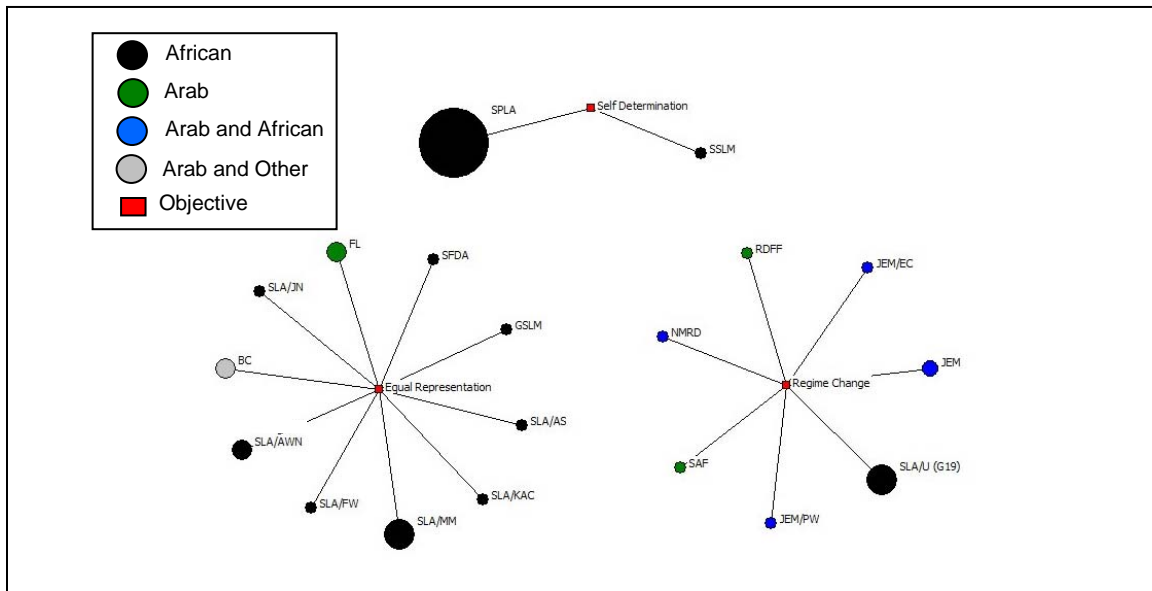 African
Arab
Arab and African
Arab and Other
Objective
SPLA
Self Determination
SSLM
FL
SFDA
SLA/JN
GSLM
BC
Equal Representation
SLA/AS
SLA/AWN
SLA/KAC
SLA/FW
SLA/MM
RDFF
JEM/EC
NMRD
JEM
Regime Change
SAF
SLA/U (G19)
JEM/PW